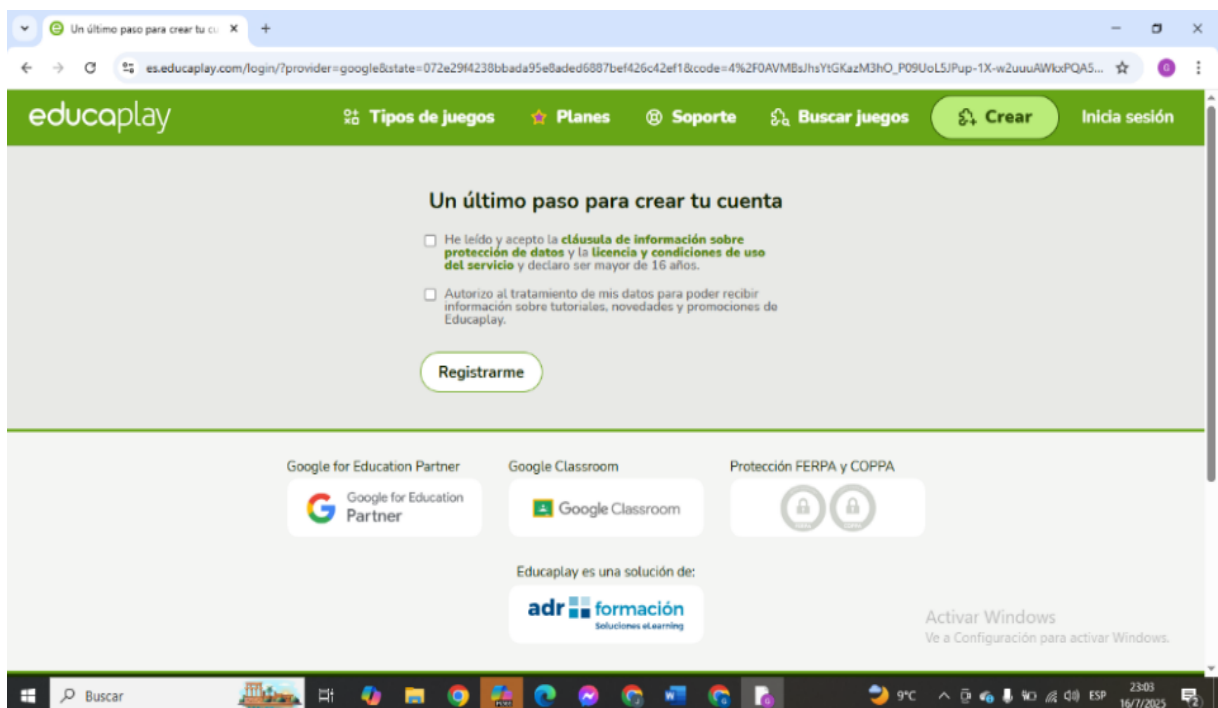 Un último paso para crear tu cu
es.educaplay.com/login/?provider=google&state=072e29f4238bbada95e8aded6887bef426c42ef1&code=4%2F0AVMBsJhsYtGKazM3hO_P09UoL5JPup-1X-w2uuuAWkxPQA5...
G
educaplay Tipos de juegos Planes Soporte Buscar juegos Crear Inicia sesión
Un último paso para crear tu cuenta
He leído y acepto la cláusula de información sobre
protección de datos y la licencia y condiciones de uso
del servicio y declaro ser mayor de 16 años.
Autorizo al tratamiento de mis datos para poder recibir
información sobre tutoriales, novedades y promociones de
Educaplay.
Registrarme
Google for Education Partner Google Classroom Protección FERPA y COPPA
Google for Education
Partner
Google Classroom
Educaplay es una solución de:
adr formación
Soluciones eLearning
Activar Windows
Ve a Configuración para activar Windows.
Buscar 9°C ESP 23:03
16/7/2025